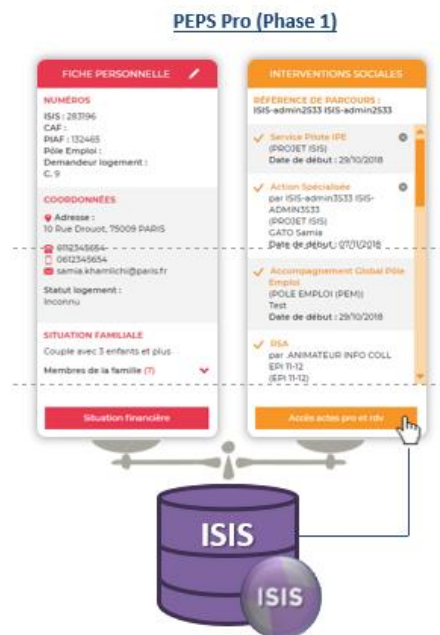 PEPS Pro (Phase 1)
FICHE PERSONNELLE
NUMÉROS
ISIS : 283196
CAF :
PIAF : 132465
Pôle Emploi :
Demandeur logement :
C. 9
COORDONNÉES
Adresse :
10 Rue Drouot, 75009 PARIS
0112345654
0612345654
samia.khamlichi@paris.fr
Statut logement :
Inconnu
SITUATION FAMILIALE
Couple avec 3 enfants et plus
Membres de la famille (7)
Situation financière
INTERVENTIONS SOCIALES
RÉFÉRENCE DE PARCOURS :
ISIS-admin3533 ISIS-admin3533
Service Pilote IPE
(PROJET ISIS)
Date de début : 29/10/2018
Action Spécialisée
par ISIS-admin3533 ISIS-
ADMIN3533
(PROJET ISIS)
GATO Samia
Date de début : 07/11/2018
Accompagnement Global Pôle
Emploi
(POLE EMPLOI (PEM))
Test
Date de début : 29/10/2018
RSA
par ANIMATEUR INFO COLL
EPI 11-12
(EPI 11-12)
Accès actes pro et rdv
ISIS
ISIS